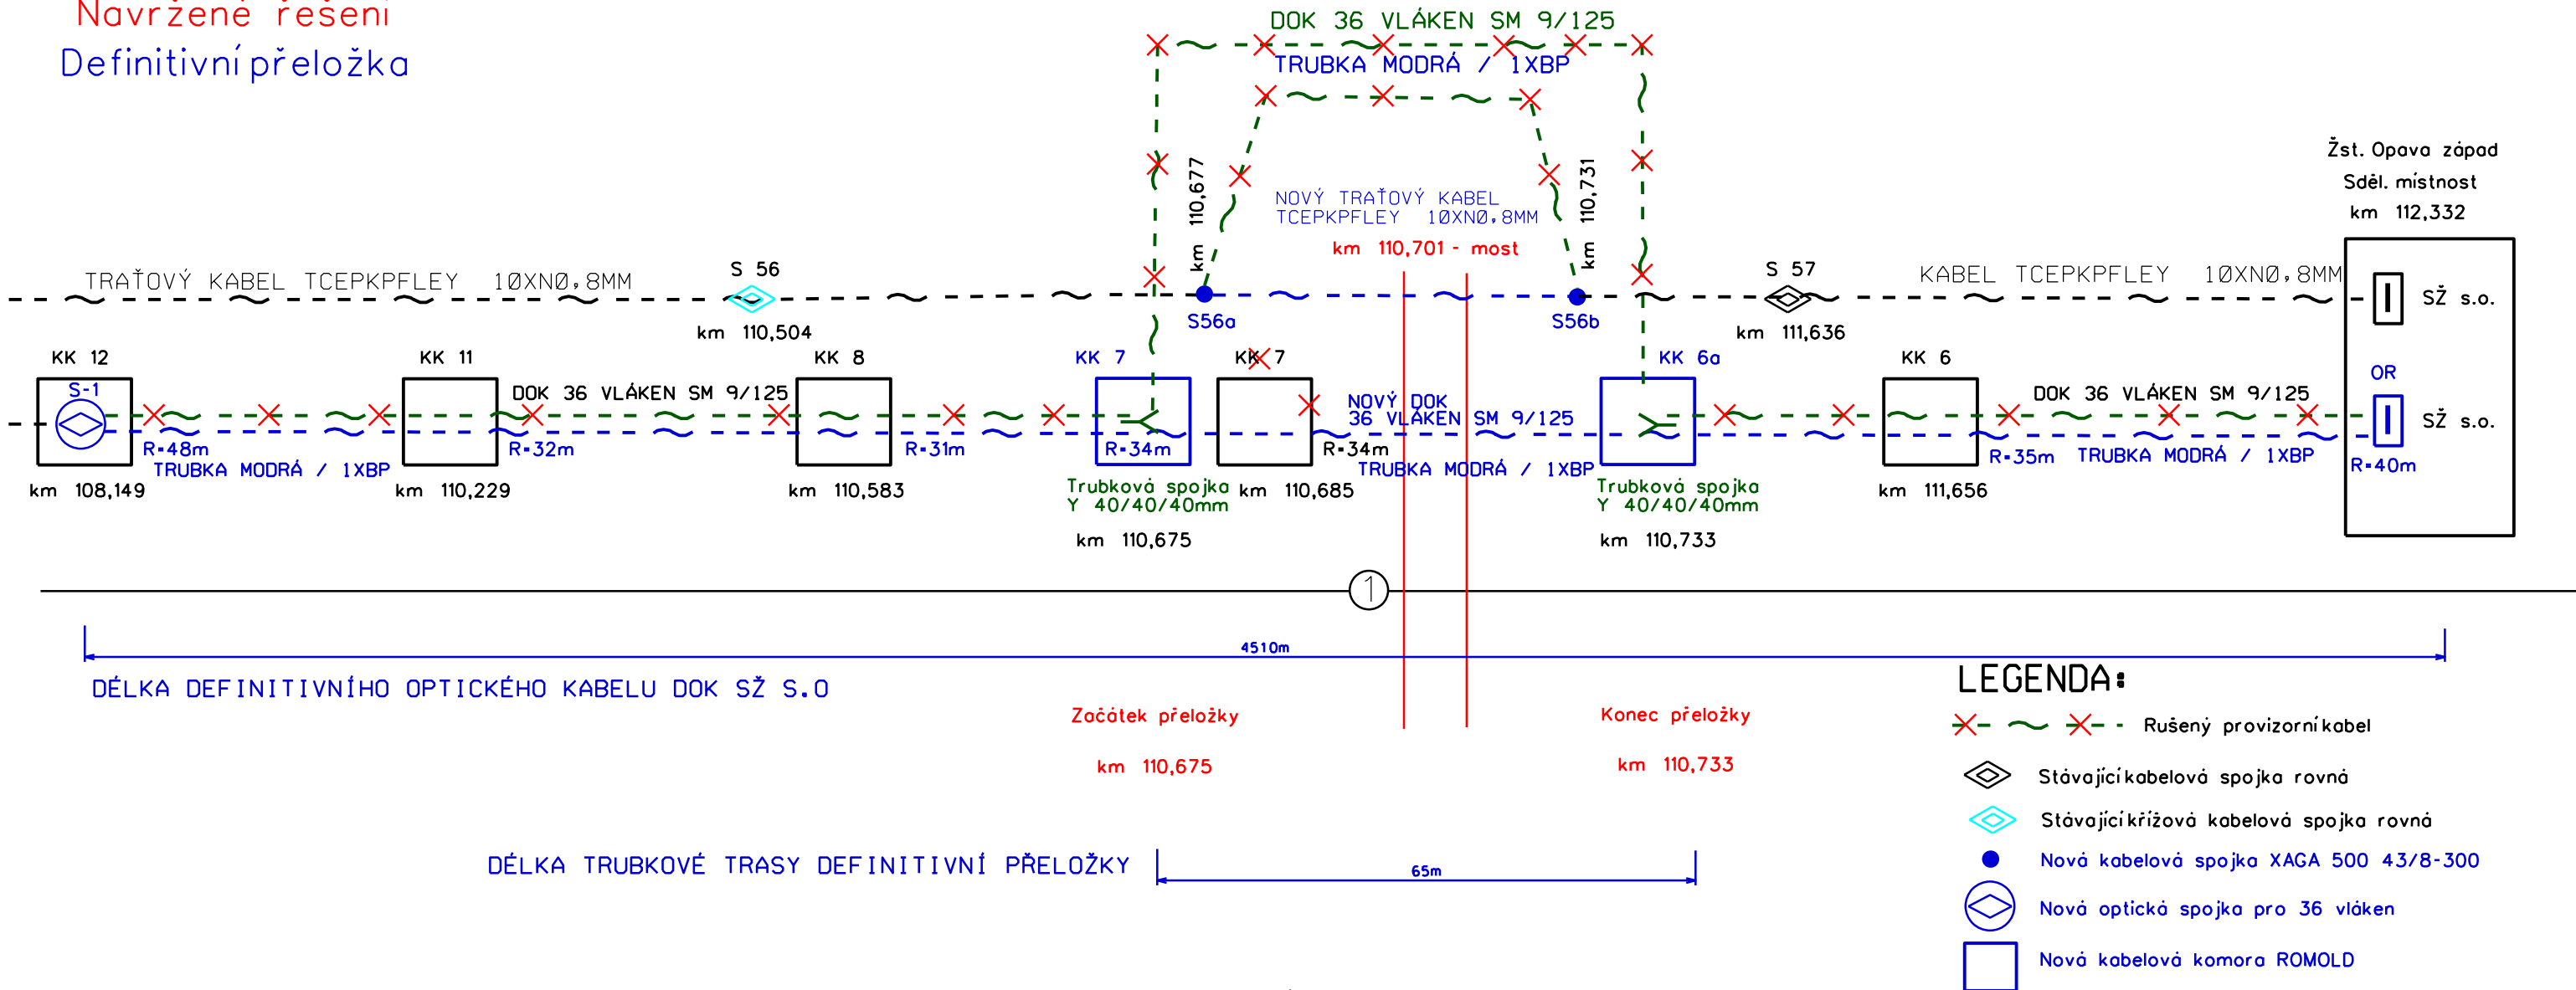 Navržené řešení
Definitivní přeložka
DOK 36 VLÁKEN SM 9/125
TRUBKA MODRÁ / 1XBP
km 110,677
km 110,731
NOVÝ TRAŤOVÝ KABEL
TCEPKPFLEY 10XN0,8MM
km 110,701 - most
Žst. Opava západ
Sděl. místnost
km 112,332
TRAŤOVÝ KABEL TCEPKPFLEY 10XN0,8MM
S 56
km 110,504
S56a
S56b
S 57
km 111,636
KABEL TCEPKPFLEY 10XN0,8MM
SŽ s.o.
KK 12
KK 11
KK 8
KK 7
KK 7
KK 6a
KK 6
OR
S-1
DOK 36 VLÁKEN SM 9/125
NOVÝ DOK
36 VLÁKEN SM 9/125
DOK 36 VLÁKEN SM 9/125
SŽ s.o.
R=48m
R=32m
R=31m
R=34m
R=34m
R=35m
R=40m
TRUBKA MODRÁ / 1XBP
TRUBKA MODRÁ / 1XBP
TRUBKA MODRÁ / 1XBP
km 108,149
km 110,229
km 110,583
Trubková spojka
Y 40/40/40mm
km 110,675
km 110,685
Trubková spojka
Y 40/40/40mm
km 110,733
km 111,656
1
4510m
DÉLKA DEFINITIVNÍHO OPTICKÉHO KABELU DOK SŽ S.O
Začátek přeložky
km 110,675
Konec přeložky
km 110,733
DÉLKA TRUBKOVÉ TRASY DEFINITIVNÍ PŘELOŽKY
65m
LEGENDA:
Rušený provizorní kabel
Stávající kabelová spojka rovná
Stávající křížová kabelová spojka rovná
Nová kabelová spojka XAGA 500 43/8-300
Nová optická spojka pro 36 vláken
Nová kabelová komora ROMOLD